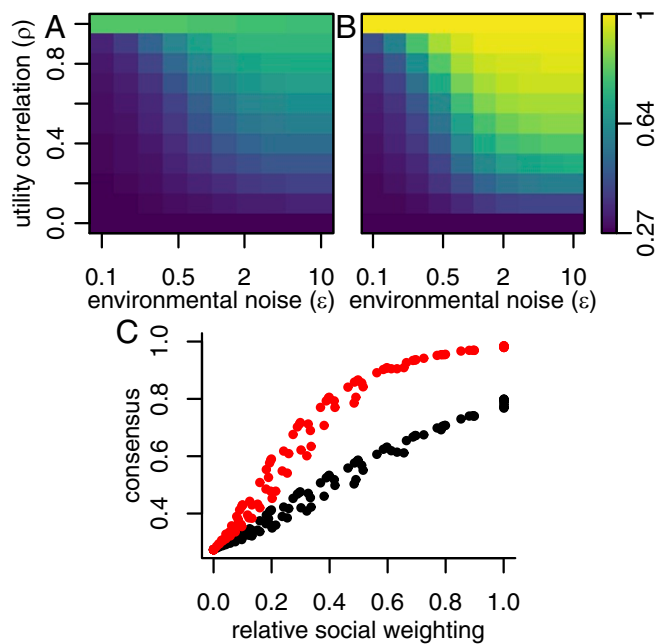 A
B
utility correlation (ρ)
0.0 0.4 0.8
0.1 0.5 2 10
environmental noise (ε)
0.1 0.5 2 10
environmental noise (ε)
0.27 0.64 1
C
consensus
0.4 0.6 0.8 1.0
0.0 0.2 0.4 0.6 0.8 1.0
relative social weighting